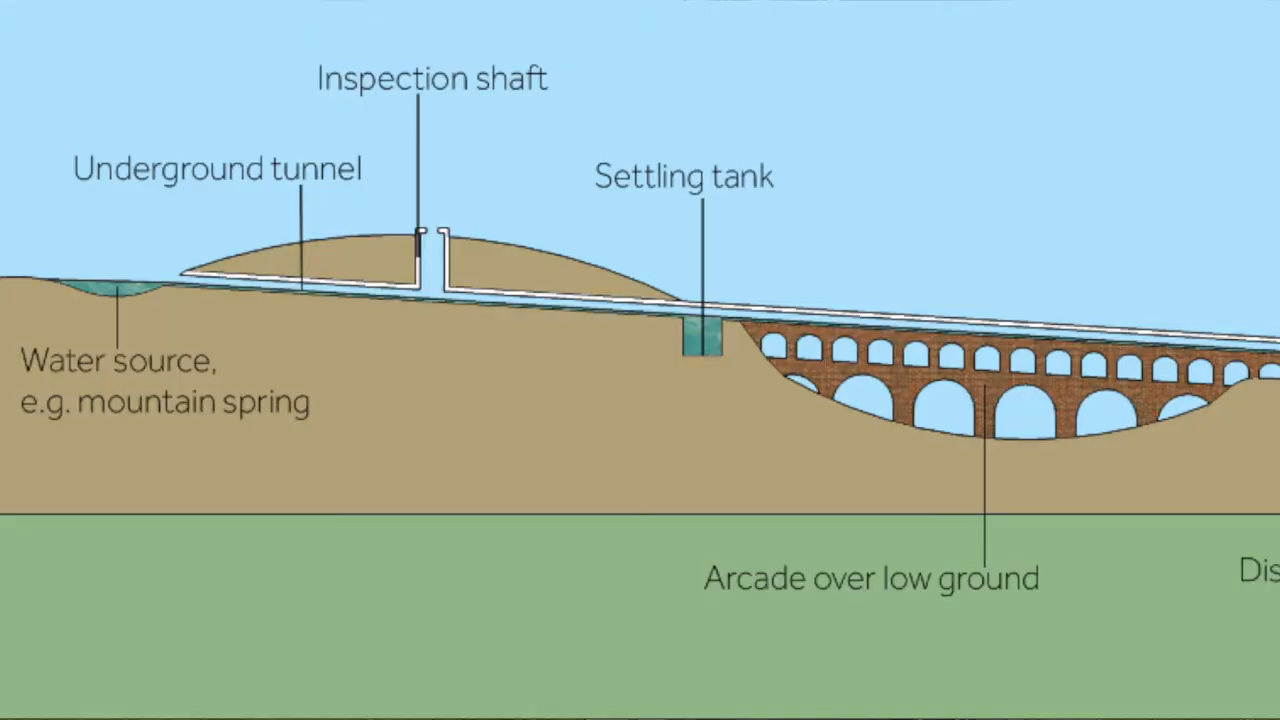 Inspection shaft
Underground tunnel
Settling tank
Water source,
e.g. mountain spring
Arcade over low ground
Dis